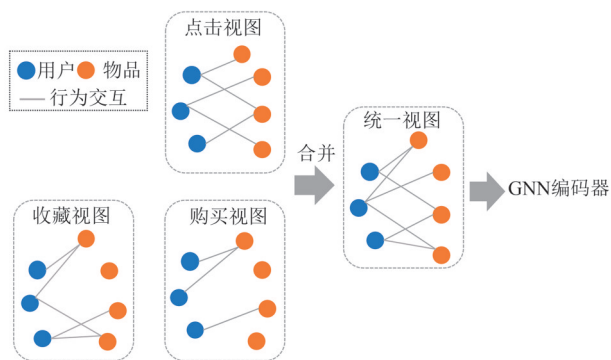 点击视图
用户 物品
行为交互
合并
统一视图
GNN编码器
收藏视图
购买视图